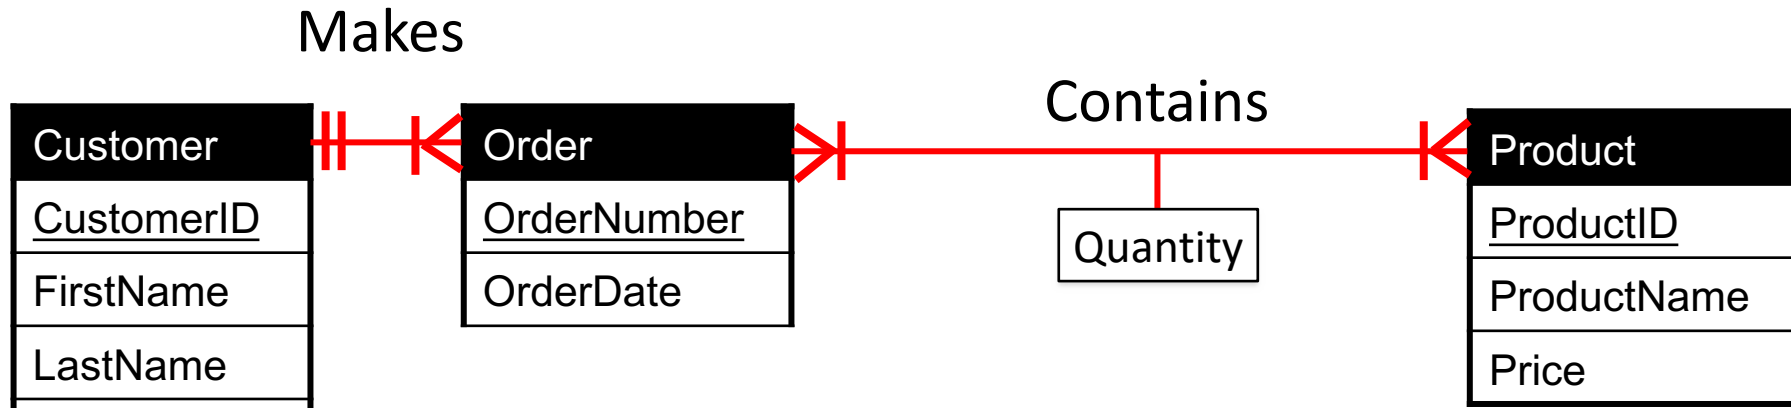 Makes
Contains
Customer
CustomerID
FirstName
LastName
Order
OrderNumber
OrderDate
Quantity
Product
ProductID
ProductName
Price